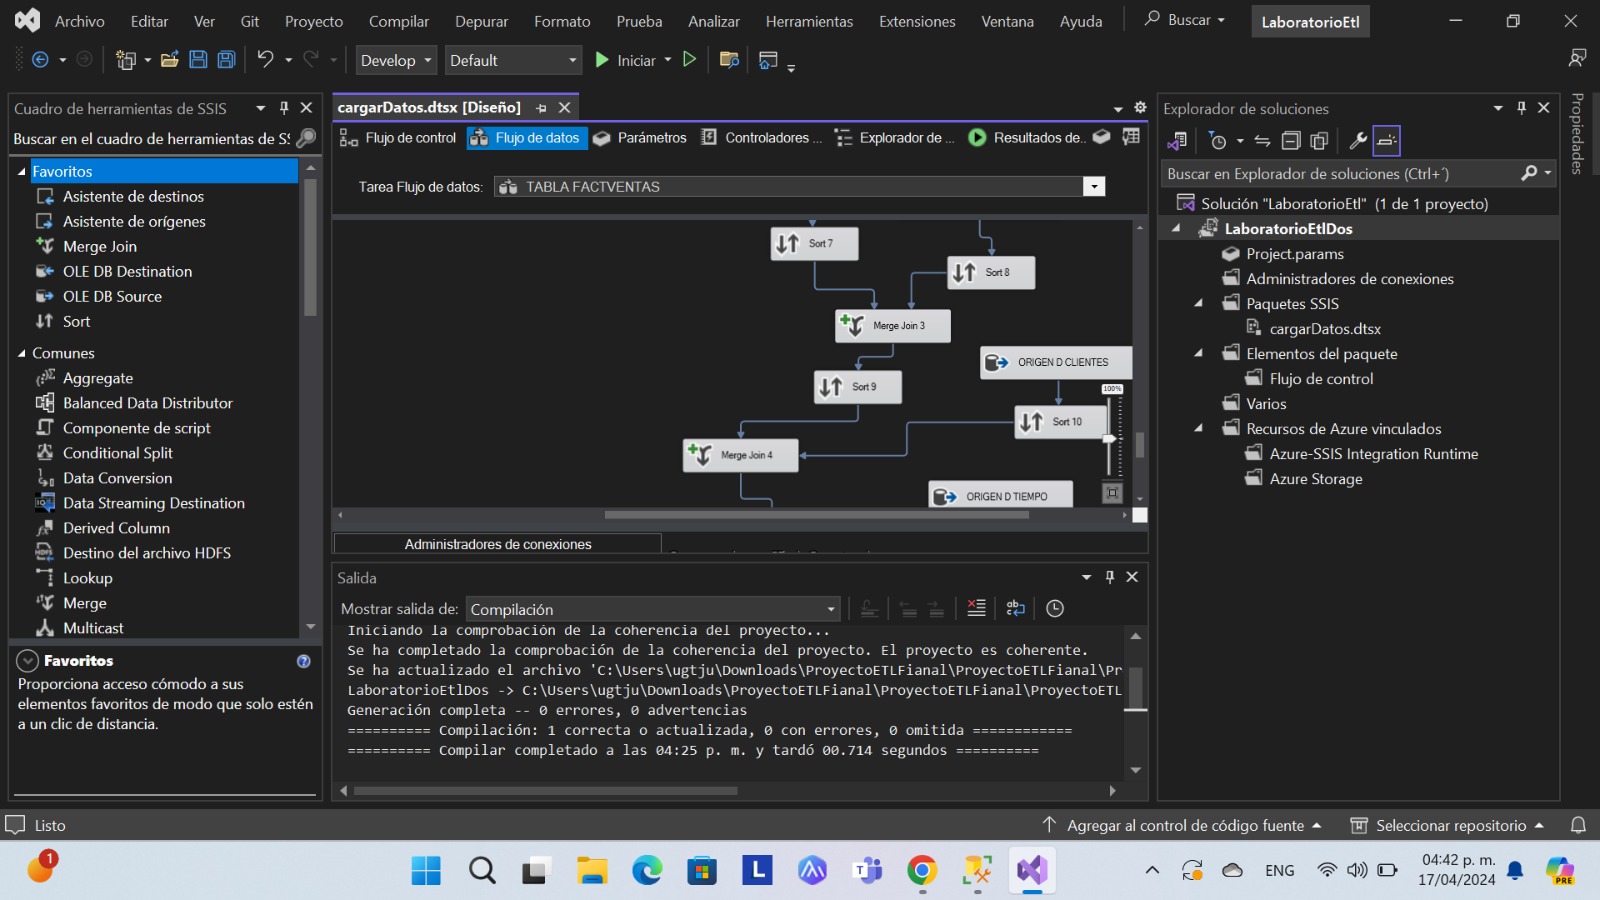 Archivo Editar Ver Git Proyecto Compilar Depurar Formato Prueba Analizar Herramientas Extensiones Ventana Ayuda Buscar LaboratorioEtl
Develop Default Iniciar
Cuadro de herramientas de SSIS
Buscar en el cuadro de herramientas de SS
Favoritos
Asistente de destinos
Asistente de orígenes
Merge Join
OLE DB Destination
OLE DB Source
Sort
Comunes
Aggregate
Balanced Data Distributor
Componente de script
Conditional Split
Data Conversion
Data Streaming Destination
Derived Column
Destino del archivo HDFS
Lookup
Merge
Multicast
Favoritos
Proporciona acceso cómodo a sus
elementos favoritos de modo que solo estén
a un clic de distancia.
cargarDatos.dtsx [Diseño]
Flujo de control Flujo de datos Parámetros Controladores ... Explorador de ... Resultados de..
Tarea Flujo de datos: TABLA FACTVENTAS
Sort 7
Sort 8
Merge Join 3
ORIGEN D CLIENTES
Sort 9
100%
Sort 10
Merge Join 4
ORIGEN D TIEMPO
Administradores de conexiones
Salida
Mostrar salida de: Compilación
Iniciando la comprobación de la coherencia del proyecto...
Se ha completado la comprobación de la coherencia del proyecto. El proyecto es coherente.
Se ha actualizado el archivo 'C:\Users\ugtju\Downloads\ProyectoETLFianal\ProyectoETLFianal\Pr
LaboratorioEtlDos -> C:\Users\ugtju\Downloads\ProyectoETLFianal\ProyectoETLFianal\ProyectoETL
Generación completa -- 0 errores, 0 advertencias
========== Compilación: 1 correcta o actualizada, 0 con errores, 0 omitida ============
========== Compilar completado a las 04:25 p. m. y tardó 00.714 segundos ==========
Explorador de soluciones
Buscar en Explorador de soluciones (Ctrl+´)
Solución "LaboratorioEtl" (1 de 1 proyecto)
LaboratorioEtlDos
Project.params
Administradores de conexiones
Paquetes SSIS
cargarDatos.dtsx
Elementos del paquete
Flujo de control
Varios
Recursos de Azure vinculados
Azure-SSIS Integration Runtime
Azure Storage
Propiedades
Listo
Agregar al control de código fuente Seleccionar repositorio
1
L
ENG
04:42 p. m.
17/04/2024
PRE